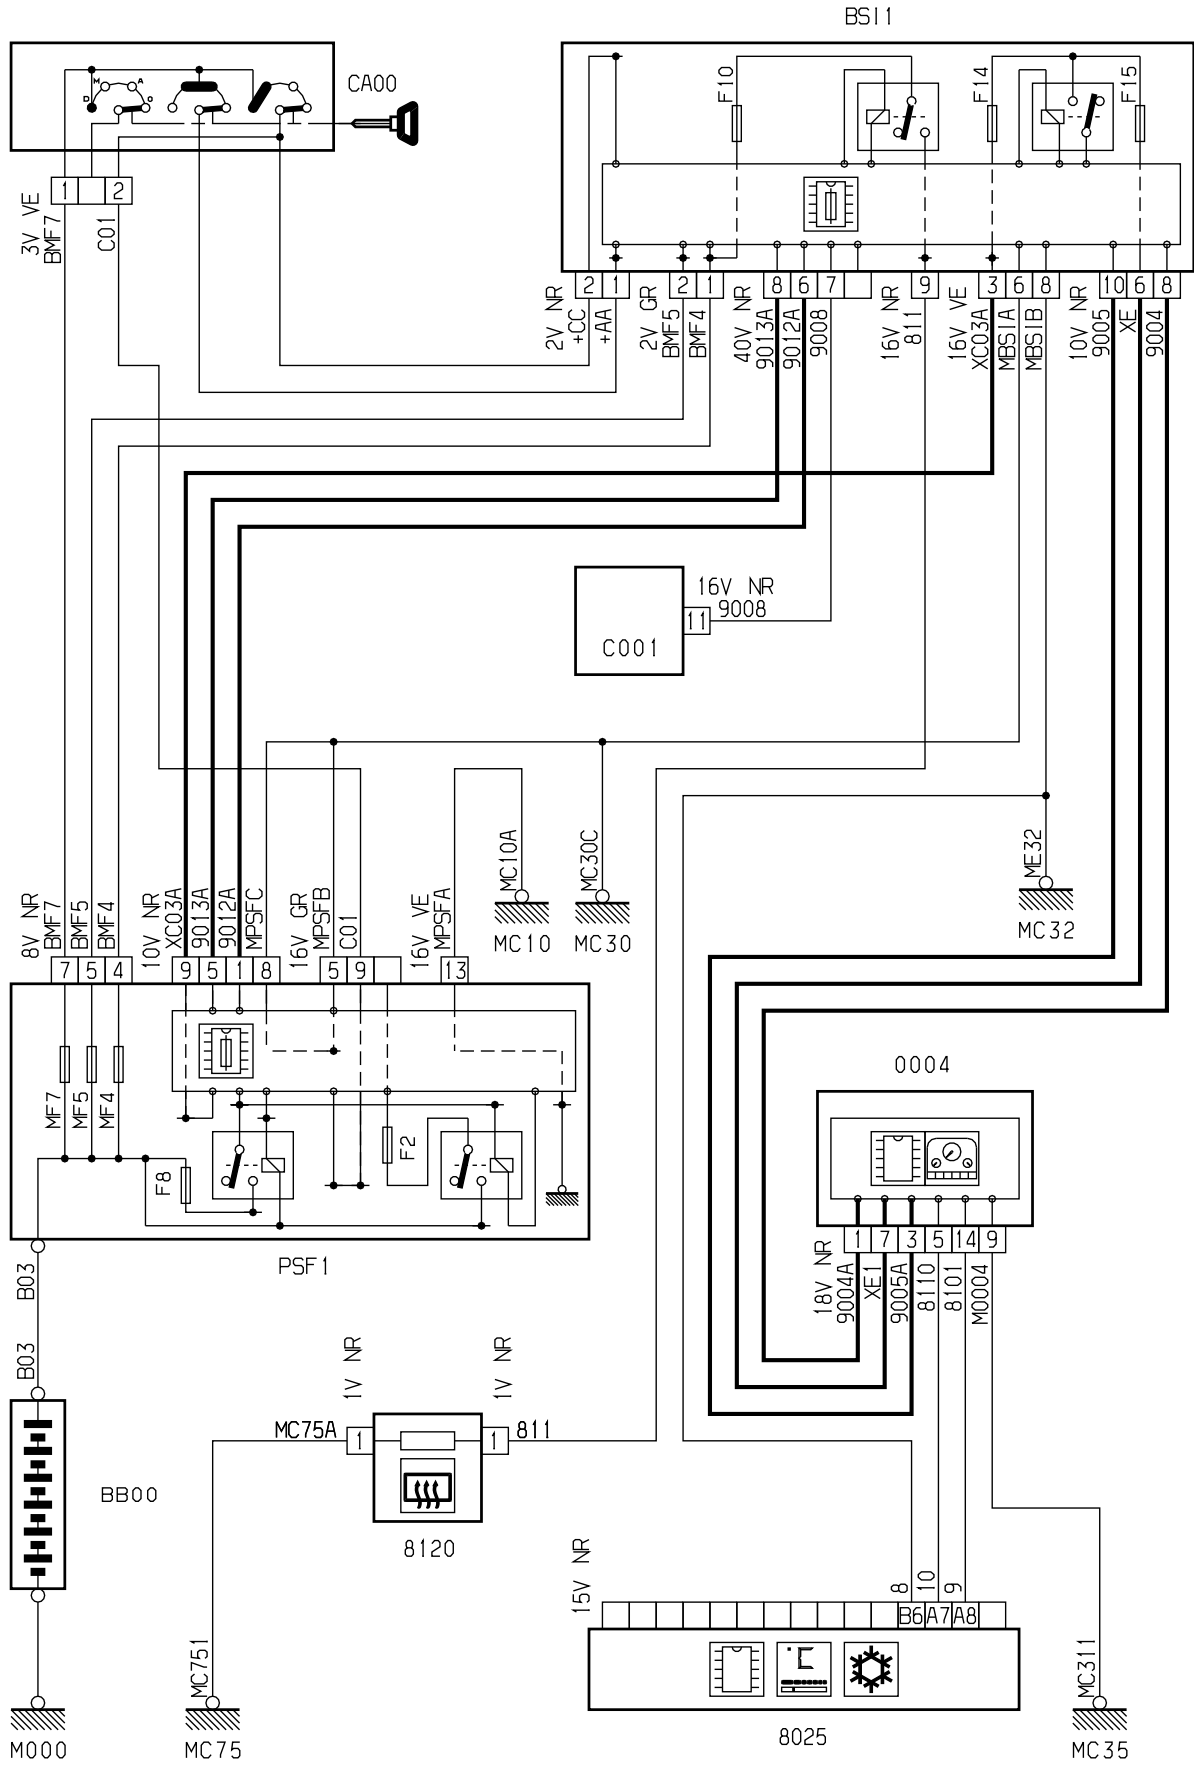 BSI1
CA00
M A
D O
F10
F14
F15
1 2
3V VE
BMF7
C01
2 1 2 1 8 6 7 9 3 6 8 10 6 8
2V NR
+CC
+AA
2V GR
BMF5
BMF4
40V NR
9013A
9012A
9008
16V NR
811
16V VE
XC03A
MBSIA
MBSIB
10V NR
9005
XE
9004
16V NR
9008
11
C001
8V NR
BMF7
BMF5
BMF4
10V NR
XC03A
9013A
9012A
MPSFC
16V GR
MPSFB
C01
16V VE
MPSFA
MC10A
MC10
MC30C
MC30
ME32
MC32
7 5 4 9 5 1 8 5 9 13
MF7
MF5
MF4
F8
F2
PSF1
0004
1 7 3 5 14 9
18V NR
9004A
XE1
9005A
8110
8101
M0004
B03
B03
BB00
M000
1V NR
1V NR
MC75A
1
1
811
8120
MC751
MC75
15V NR
8
10
9
B6 A7 A8
°C
8025
MC311
MC35